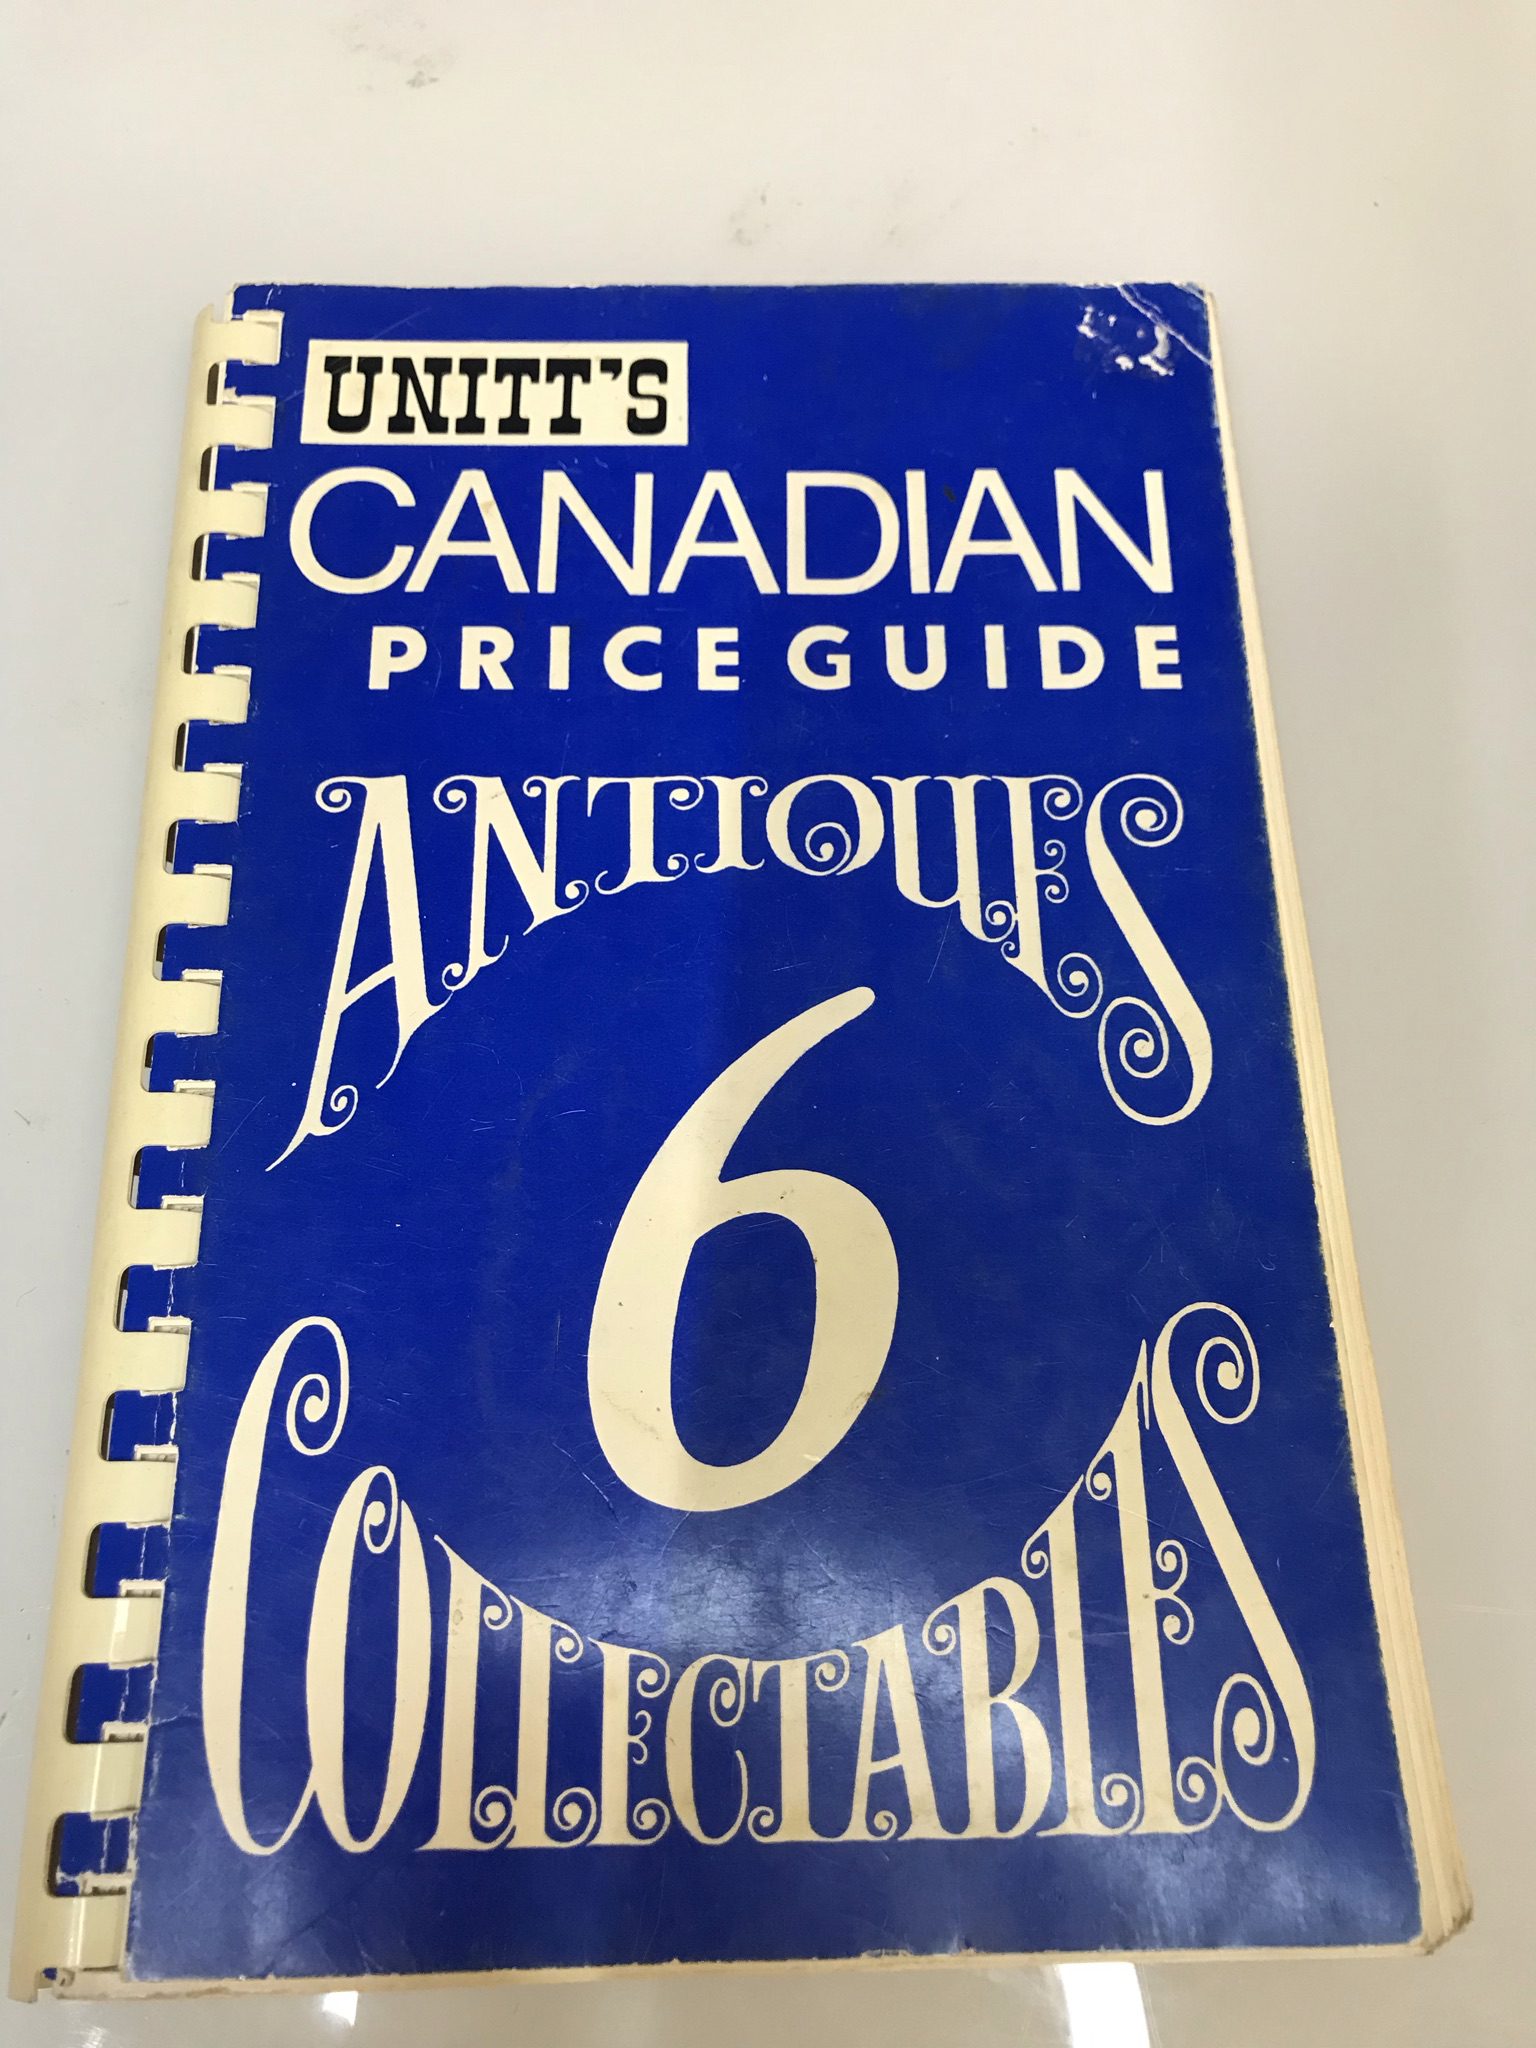 UNITT'S
CANADIAN
PRICE GUIDE
ANTIQUES
6
COLLECTABLES